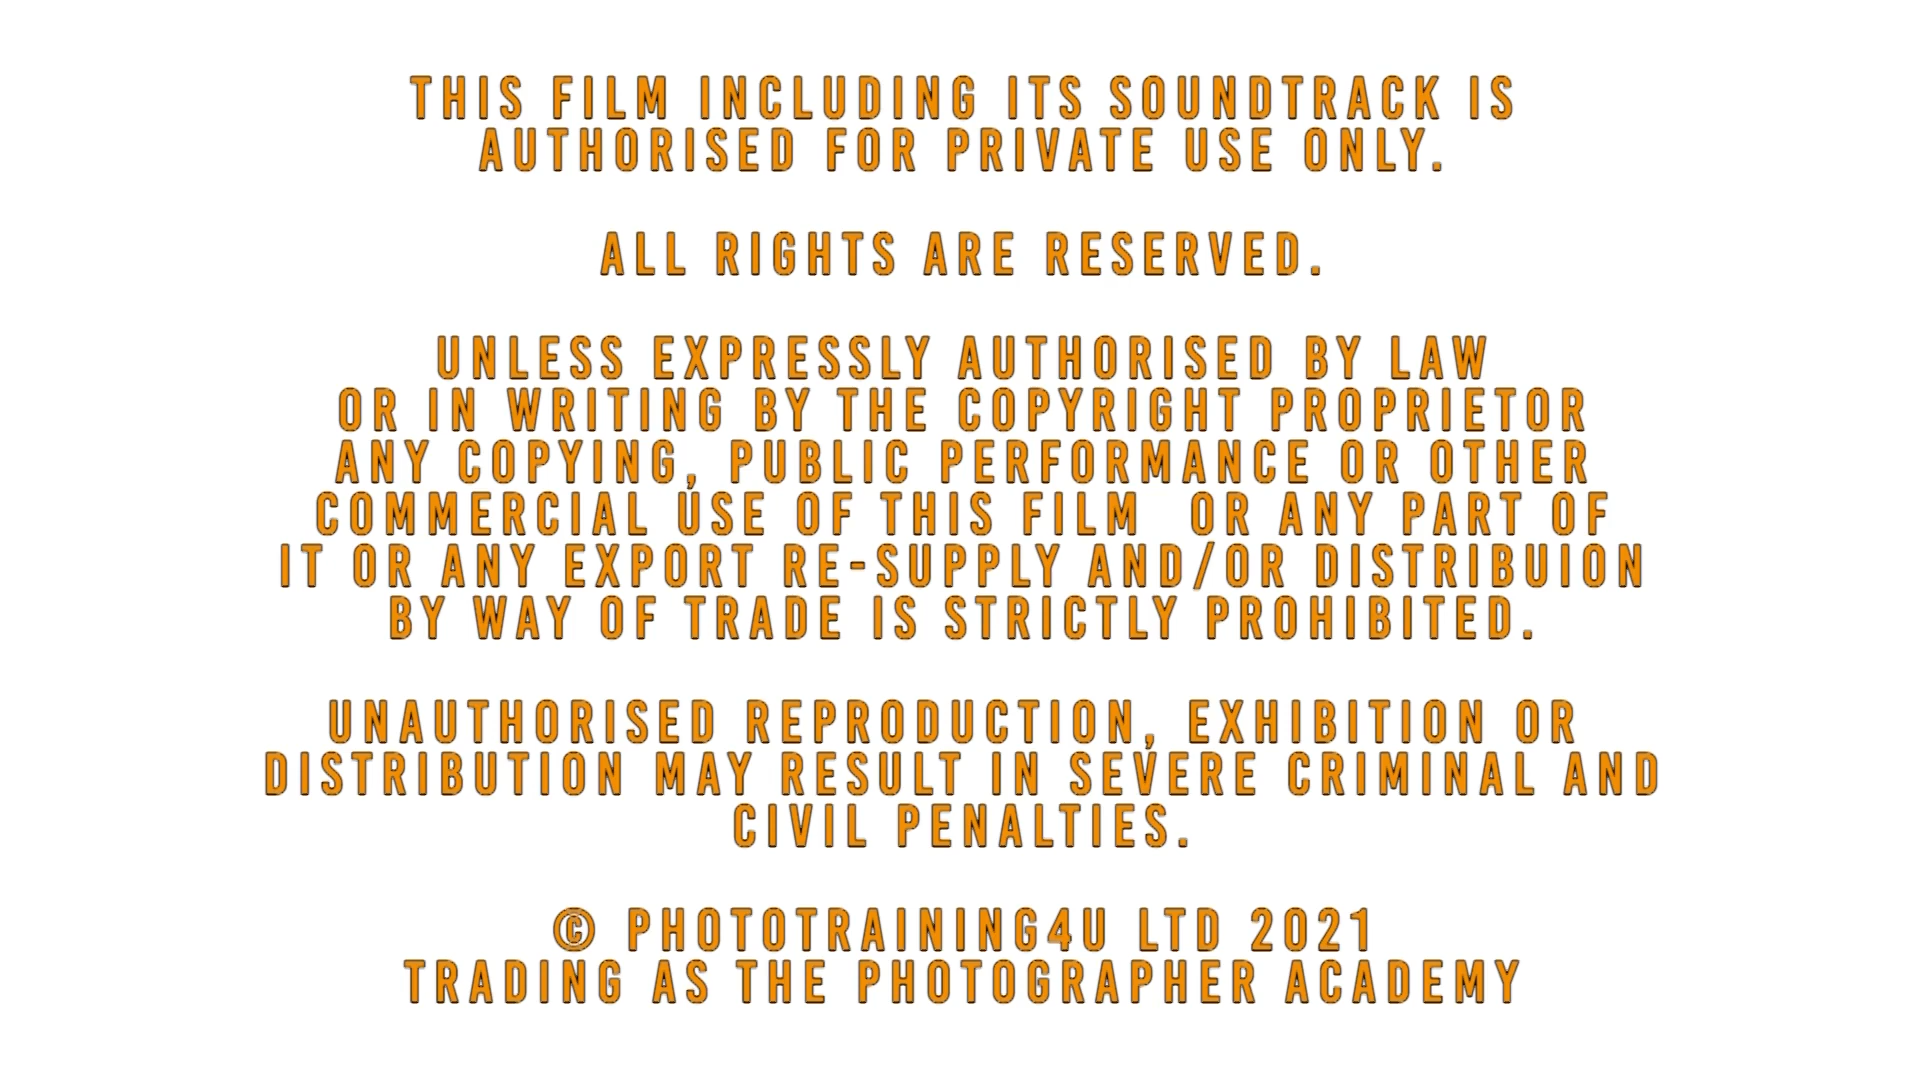 THIS FILM INCLUDING ITS SOUNDTRACK IS
AUTHORISED FOR PRIVATE USE ONLY.
ALL RIGHTS ARE RESERVED.
UNLESS EXPRESSLY AUTHORISED BY LAW
OR IN WRITING BY THE COPYRIGHT PROPRIETOR
ANY COPYING, PUBLIC PERFORMANCE OR OTHER
COMMERCIAL USE OF THIS FILM OR ANY PART OF
IT OR ANY EXPORT RE-SUPPLY AND/OR DISTRIBUION
BY WAY OF TRADE IS STRICTLY PROHIBITED.
UNAUTHORISED REPRODUCTION, EXHIBITION OR
DISTRIBUTION MAY RESULT IN SEVERE CRIMINAL AND
CIVIL PENALTIES.
© PHOTOTRAINING4U LTD 2021
TRADING AS THE PHOTOGRAPHER ACADEMY